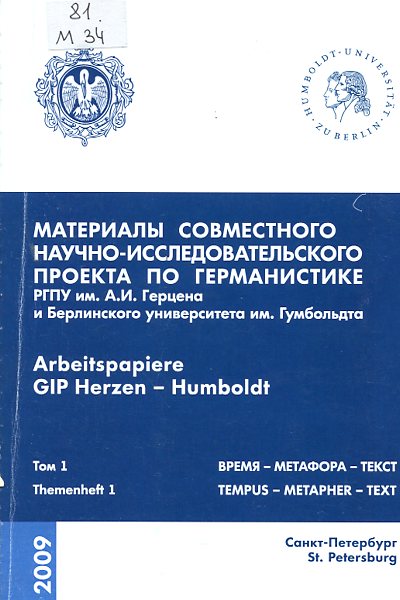 81.
М 34
HUMBOLDT-UNIVERSITÄT
· ZU BERLIN ·
МАТЕРИАЛЫ СОВМЕСТНОГО
НАУЧНО-ИССЛЕДОВАТЕЛЬСКОГО
ПРОЕКТА ПО ГЕРМАНИСТИКЕ
РГПУ им. А.И. Герцена
и Берлинского университета им. Гумбольдта
Arbeitspapiere
GIP Herzen – Humboldt
Том 1
ВРЕМЯ – МЕТАФОРА – ТЕКСТ
Themenheft 1
TEMPUS – METAPHER – TEXT
2009
Санкт-Петербург
St. Petersburg